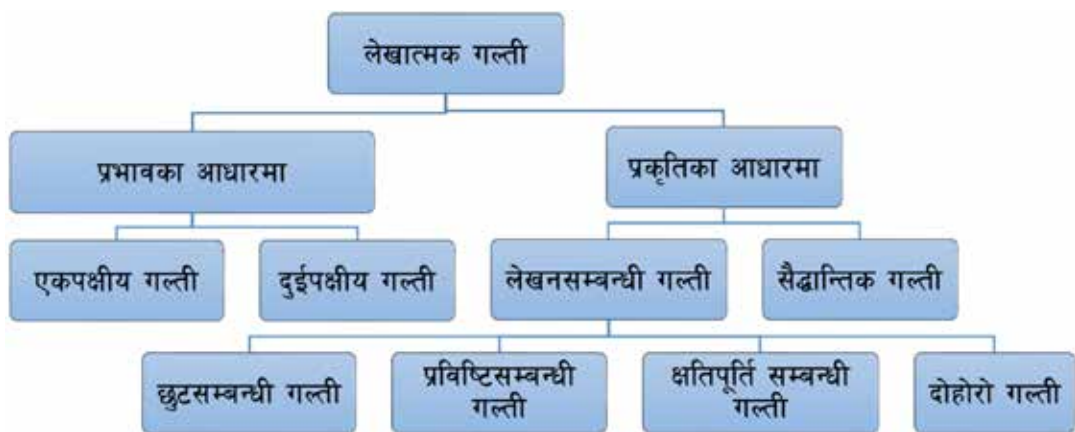 लेखात्मक गल्ती
प्रभावका आधारमा
प्रकृतिका आधारमा
एकपक्षीय गल्ती
दुईपक्षीय गल्ती
लेखनसम्बन्धी गल्ती
सैद्धान्तिक गल्ती
छुटसम्बन्धी गल्ती
प्रविष्टिसम्बन्धी
गल्ती
क्षतिपूर्ति सम्बन्धी
गल्ती
दोहोरो गल्ती